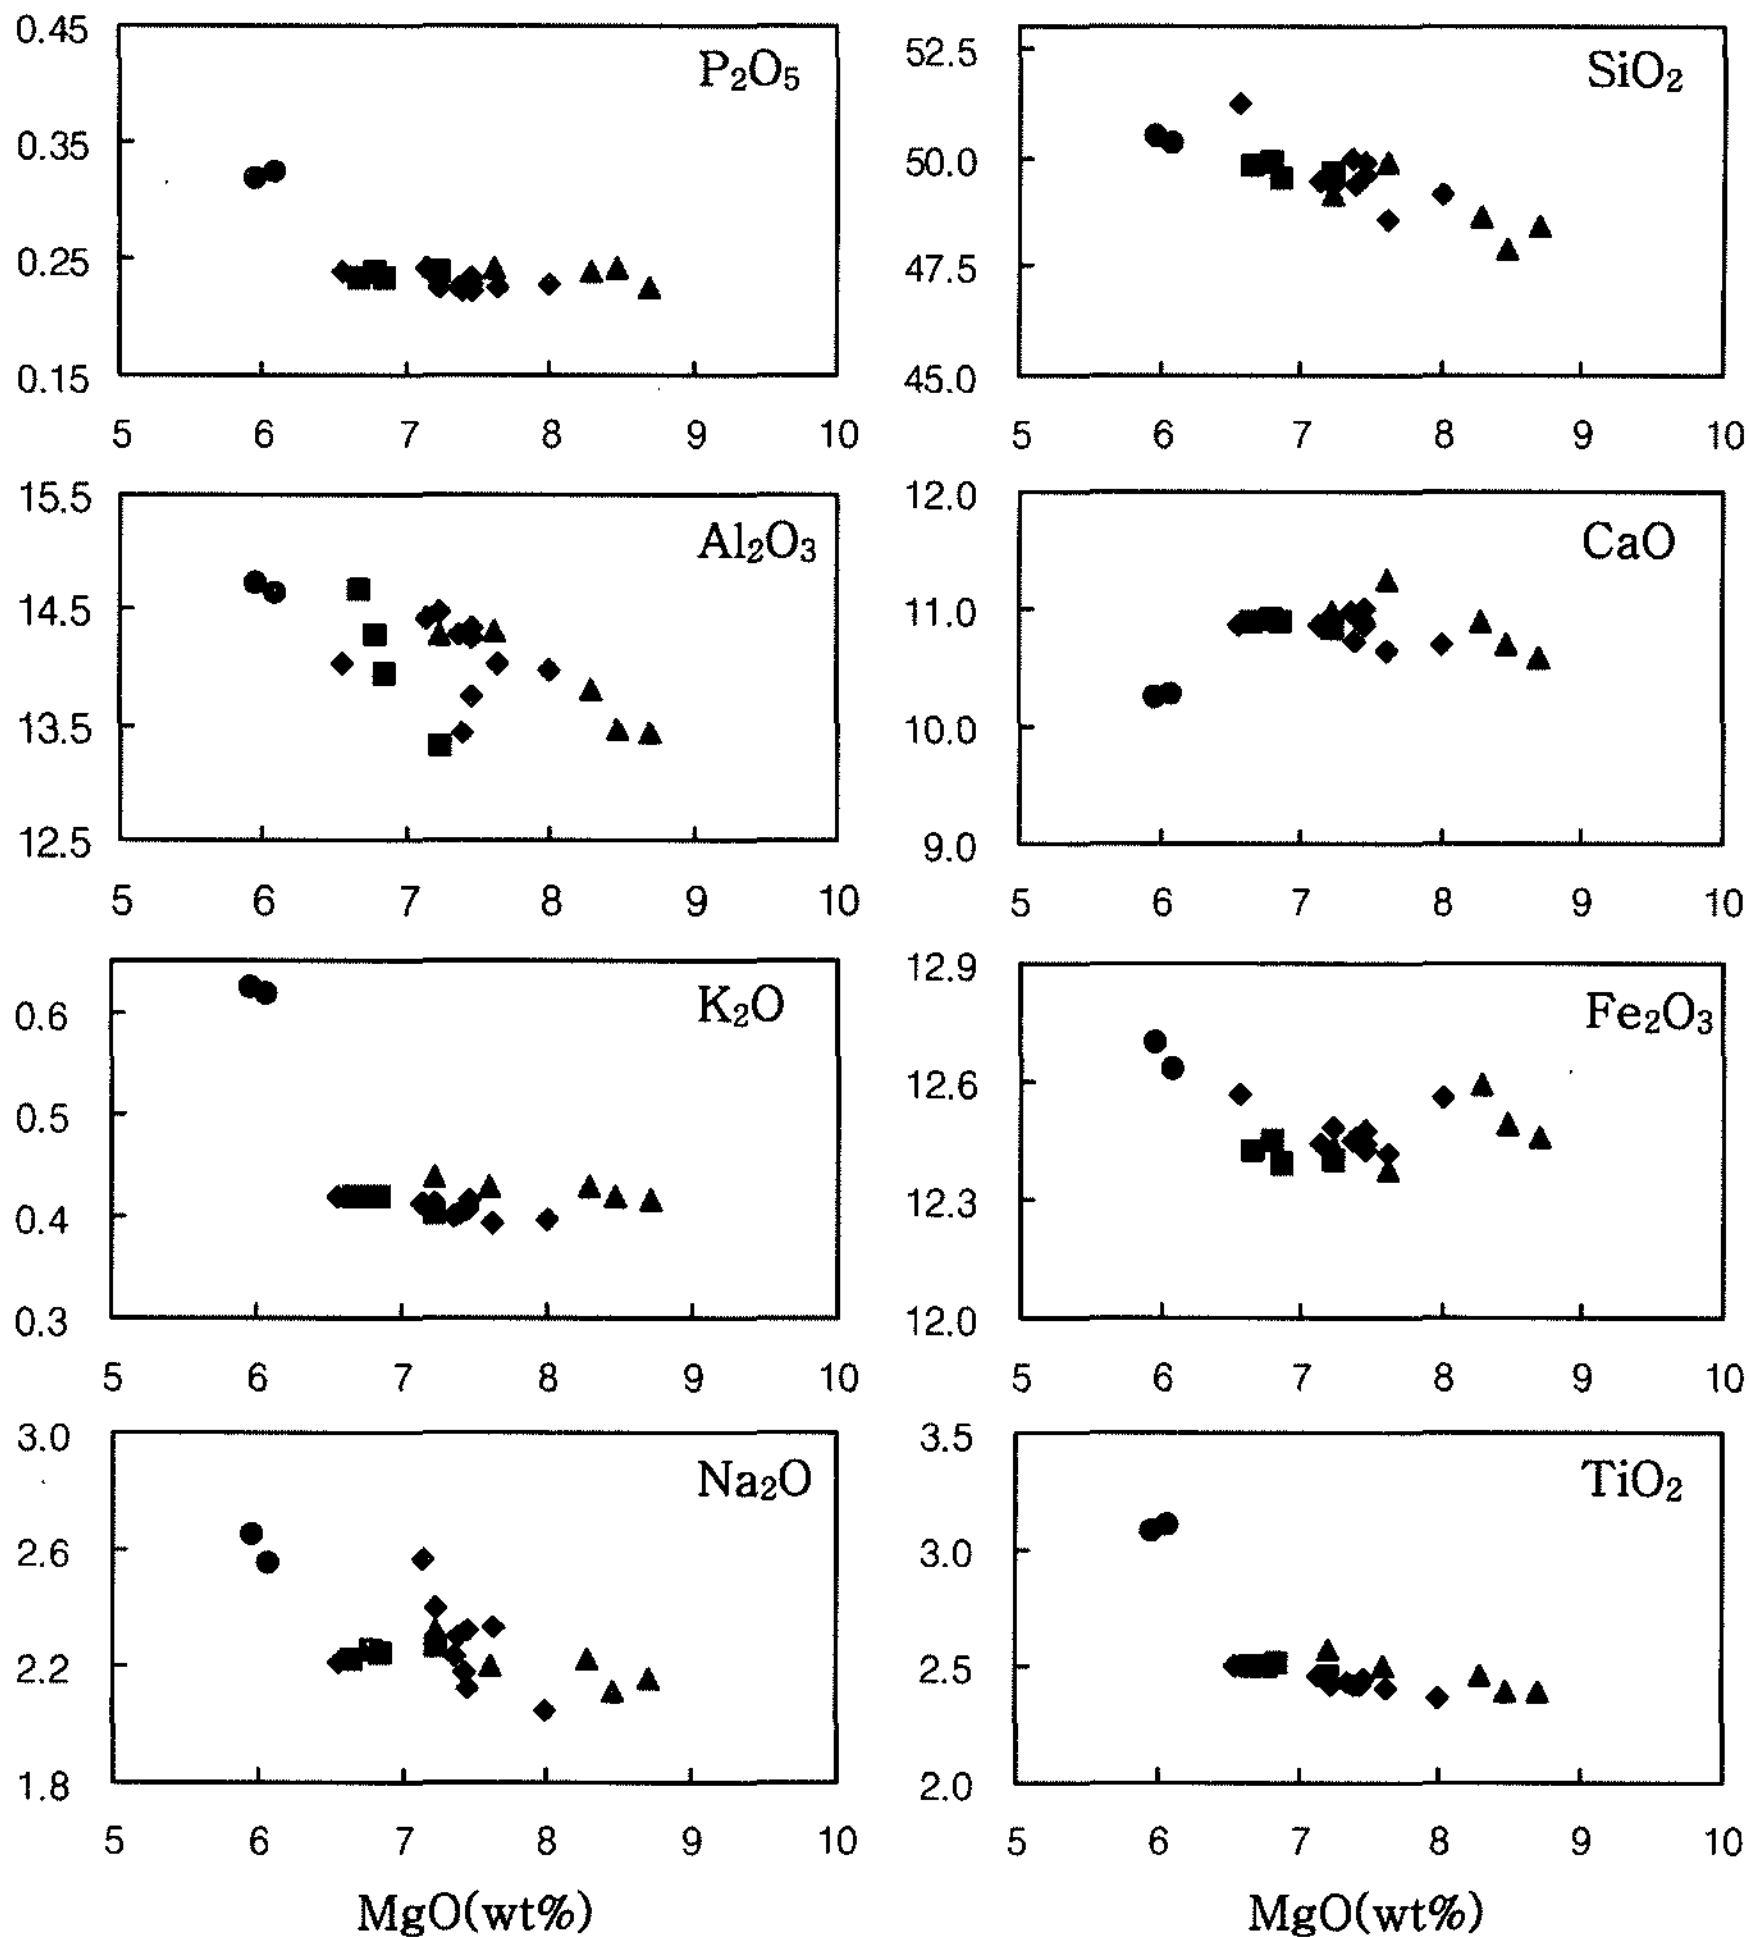 0.45
P₂O₅
0.35
0.25
0.15
5 6 7 8 9 10
52.5
SiO₂
50.0
47.5
45.0
5 6 7 8 9 10
15.5
Al₂O₃
14.5
13.5
12.5
5 6 7 8 9 10
12.0
CaO
11.0
10.0
9.0
5 6 7 8 9 10
K₂O
0.6
0.5
0.4
0.3
5 6 7 8 9 10
12.9
Fe₂O₃
12.6
12.3
12.0
5 6 7 8 9 10
3.0
Na₂O
2.6
2.2
1.8
5 6 7 8 9 10
MgO(wt%)
3.5
TiO₂
3.0
2.5
2.0
5 6 7 8 9 10
MgO(wt%)